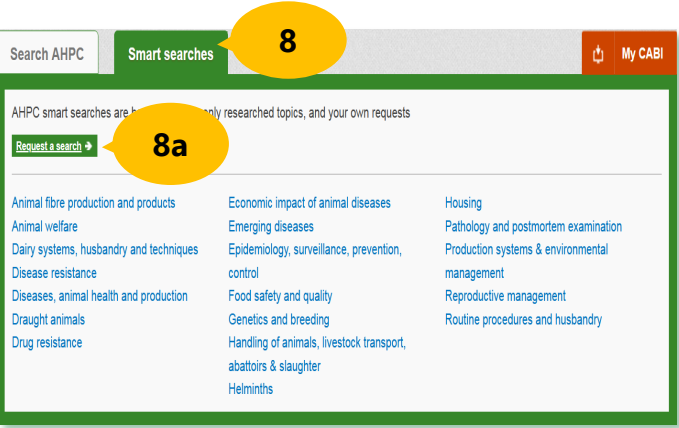 Search AHPC
Smart searches
8
My CABI
AHPC smart searches are only researched topics, and your own requests
Request a search
8a
Animal fibre production and products
Animal welfare
Dairy systems, husbandry and techniques
Disease resistance
Diseases, animal health and production
Draught animals
Drug resistance
Economic impact of animal diseases
Emerging diseases
Epidemiology, surveillance, prevention,
control
Food safety and quality
Genetics and breeding
Handling of animals, livestock transport,
abattoirs & slaughter
Helminths
Housing
Pathology and postmortem examination
Production systems & environmental
management
Reproductive management
Routine procedures and husbandry